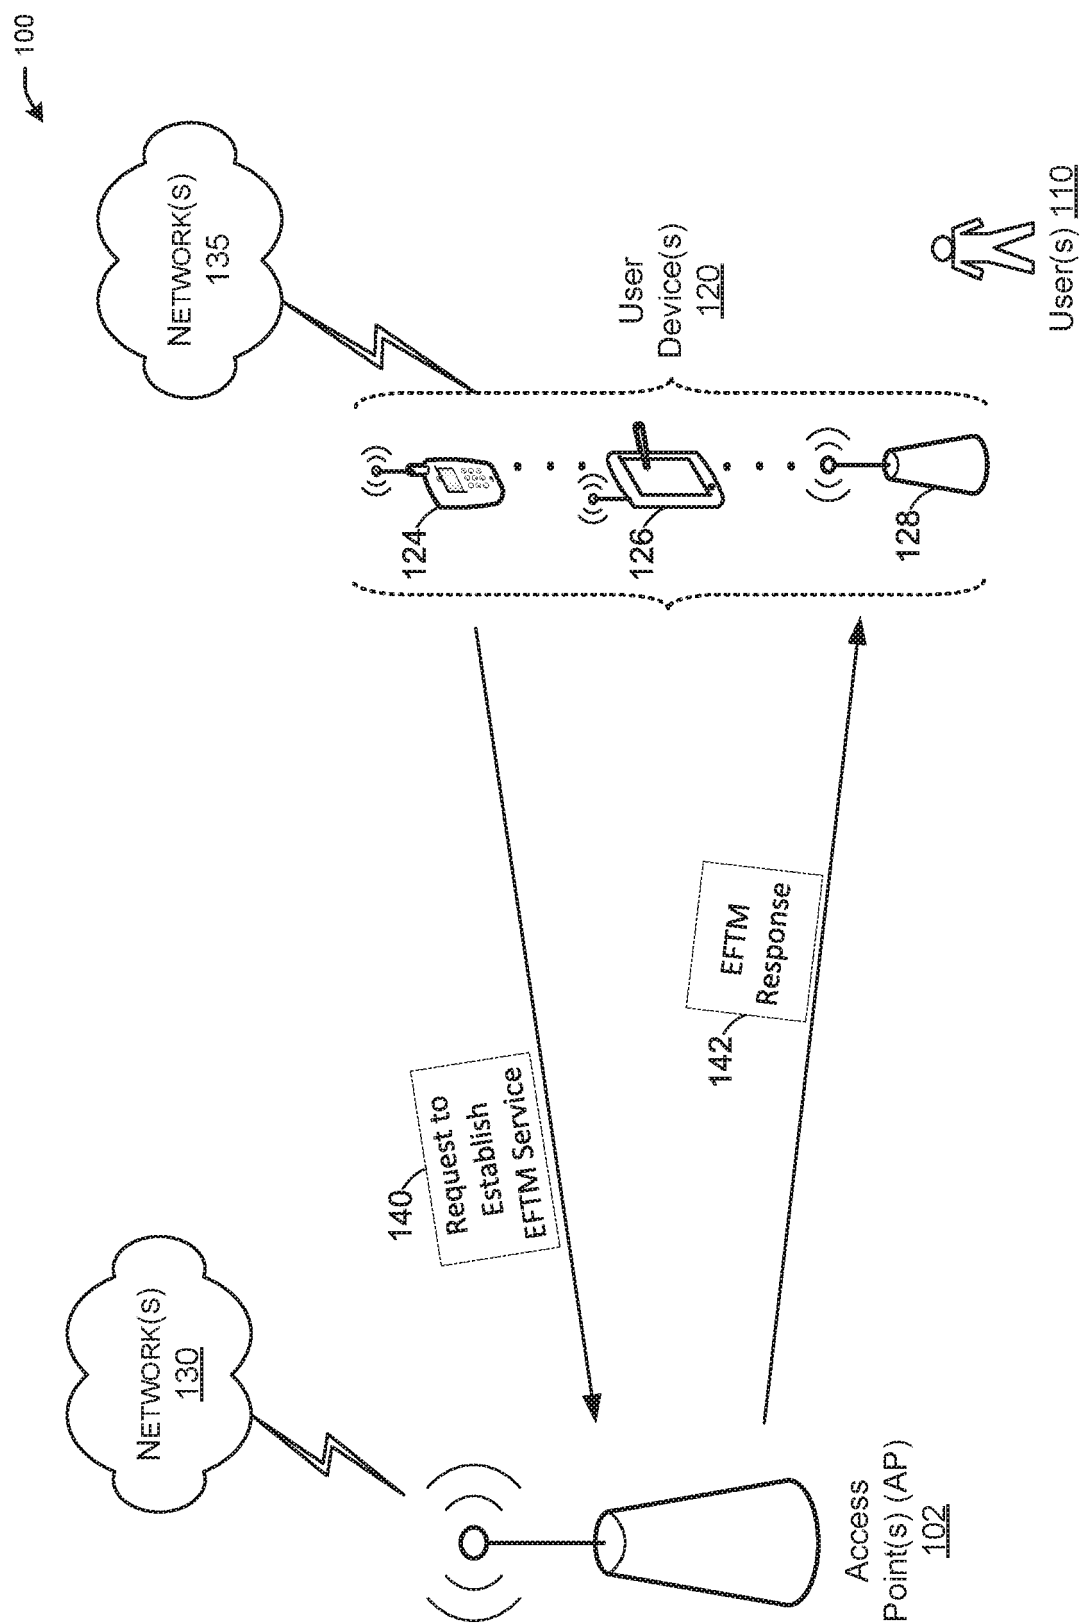 100
NETWORK(S)
130
NETWORK(S)
135
140
Request to
Establish
EFTM Service
142
EFTM
Response
124
126
128
User
Device(s)
120
Access
Point(s) (AP)
102
User(s) 110